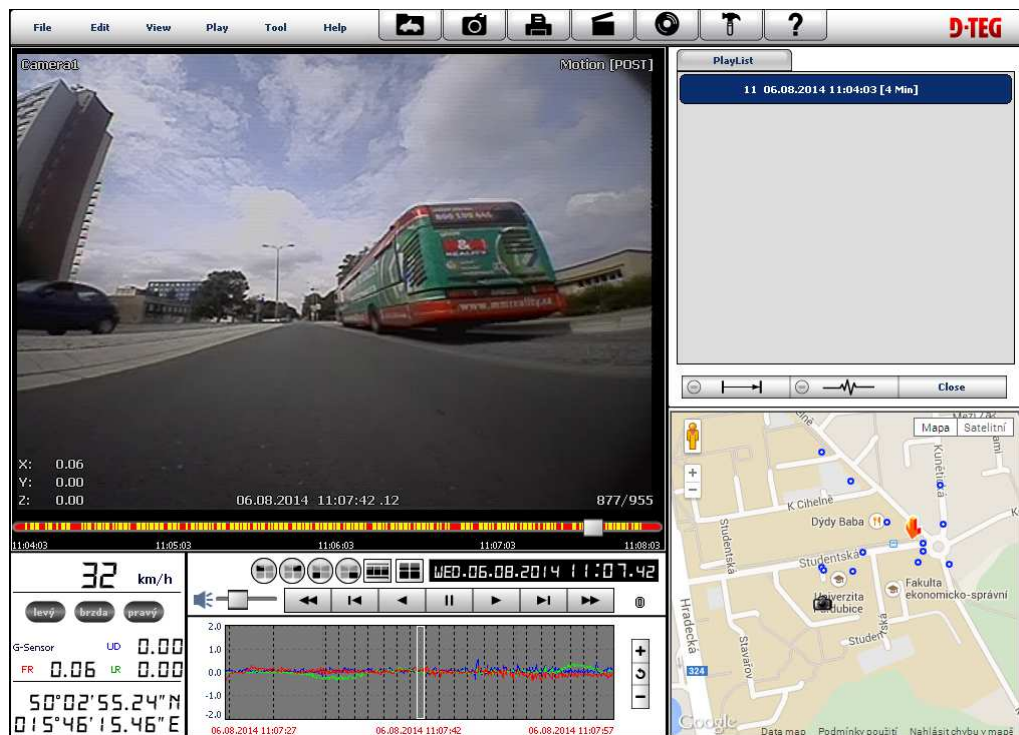 File Edit View Play Tool Help ? D-TEG
Camera1 Motion [POST]
800 100 446
M&M
REALITY
www.mmreality.cz
X: 0.06
Y: 0.00
Z: 0.00 06.08.2014 11:07:42 .12 877/955
11:04:03 11:05:03 11:06:03 11:07:03 11:08:03
PlayList
11 06.08.2014 11:04:03 [4 Min]
Close
32 km/h
levý brzda pravý
G-Sensor UD 0.00
FR 0.06 LR 0.00
50°02'55.24"N
015°46'15.46"E
WED.06.08.2014 11:07.42
2.0
1.0
0.0
-1.0
-2.0
06.08.2014 11:07:27 06.08.2014 11:07:42 06.08.2014 11:07:57
Mapa Satelitní
+
−
Kunětická
K Cihelně
Dýdy Baba
Studentská
Studentská
Univerzita
Pardubice
Fakulta
ekonomicko-správní
Hradecká
324
Stavařov
Google
Data map Podmínky použití Nahlásit chybu v mapě